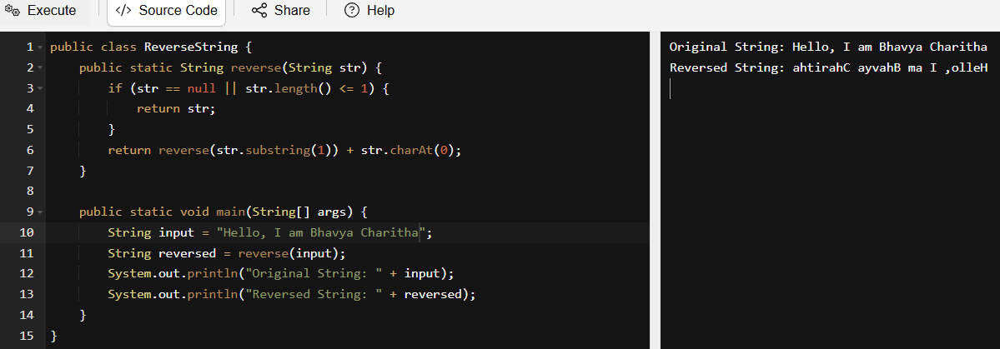 Execute
</> Source Code
Share
Help
1 public class ReverseString {
2     public static String reverse(String str) {
3         if (str == null || str.length() <= 1) {
4             return str;
5         }
6         return reverse(str.substring(1)) + str.charAt(0);
7     }
8
9     public static void main(String[] args) {
10         String input = "Hello, I am Bhavya Charitha";
11         String reversed = reverse(input);
12         System.out.println("Original String: " + input);
13         System.out.println("Reversed String: " + reversed);
14     }
15 }
Original String: Hello, I am Bhavya Charitha
Reversed String: ahtirahC ayvahB ma I ,olleH